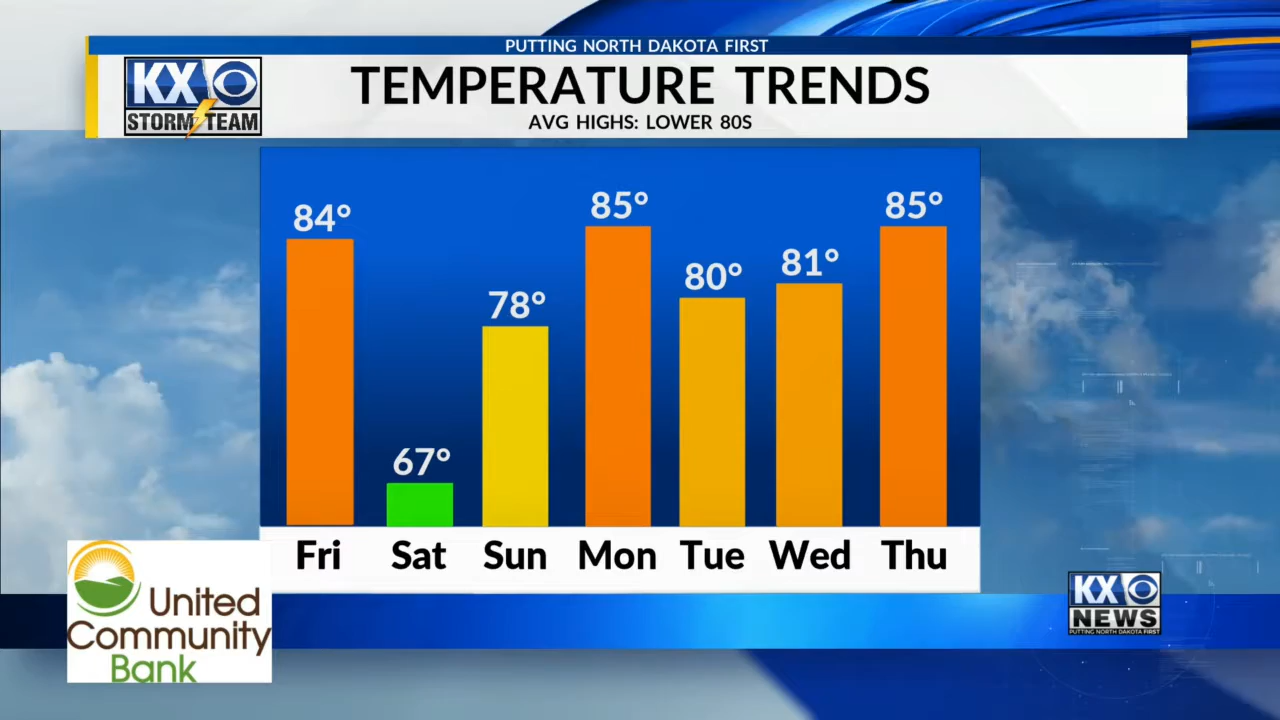 PUTTING NORTH DAKOTA FIRST
KX
STORM TEAM
TEMPERATURE TRENDS
AVG HIGHS: LOWER 80S
84°
67°
78°
85°
80°
81°
85°
Fri
Sat
Sun
Mon
Tue
Wed
Thu
United
Community
Bank
KX
NEWS
PUTTING NORTH DAKOTA FIRST